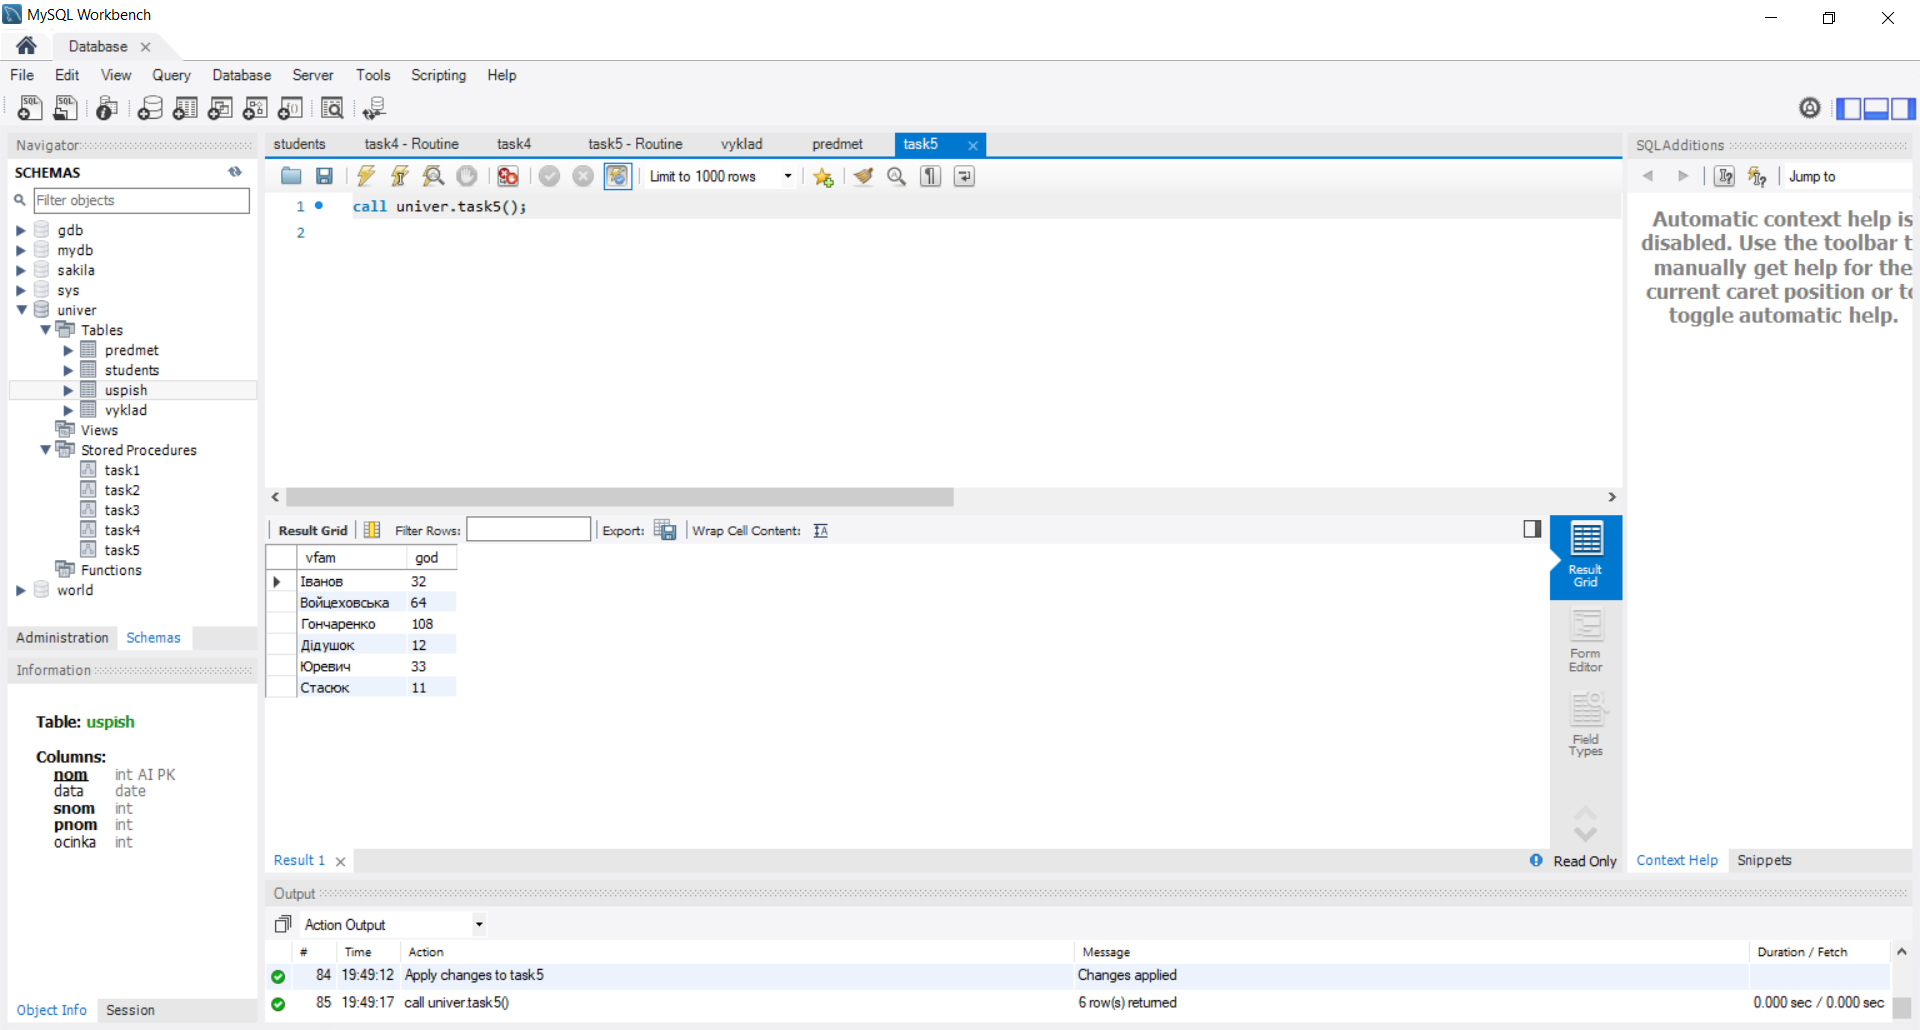 MySQL Workbench
Database
File Edit View Query Database Server Tools Scripting Help
Navigator
SCHEMAS
Filter objects
gdb
mydb
sakila
sys
univer
Tables
predmet
students
uspish
vyklad
Views
Stored Procedures
task1
task2
task3
task4
task5
Functions
world
Administration Schemas
Information
Table: uspish
Columns:
nom int AI PK
data date
snom int
pnom int
ocinka int
Object Info Session
students task4 - Routine task4 task5 - Routine vyklad predmet task5
Limit to 1000 rows
1 call univer.task5();
2
Result Grid Filter Rows: Export: Wrap Cell Content:
vfam god
Іванов 32
Войцеховська 64
Гончаренко 108
Дідушок 12
Юревич 33
Стасюк 11
Result
Grid
Form
Editor
Field
Types
Result 1 Read Only
SQLAdditions
Jump to
Automatic context help is
disabled. Use the toolbar t
manually get help for the
current caret position or to
toggle automatic help.
Context Help Snippets
Output
Action Output
# Time Action Message Duration / Fetch
84 19:49:12 Apply changes to task5 Changes applied
85 19:49:17 call univer.task5() 6 row(s) returned 0.000 sec / 0.000 sec